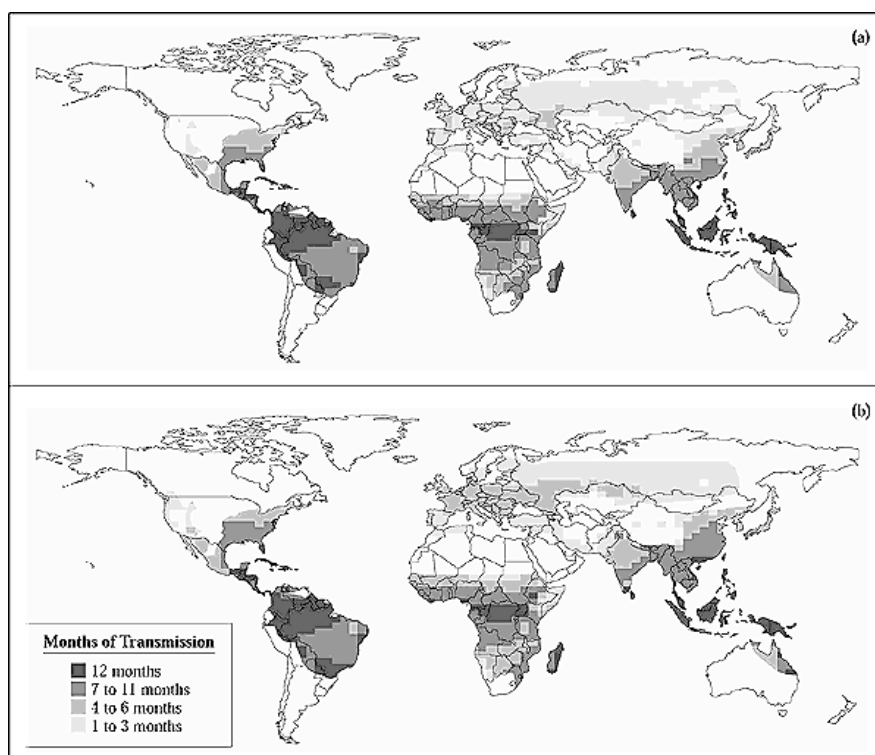 (a)
(b)
Months of Transmission
12 months
7 to 11 months
4 to 6 months
1 to 3 months